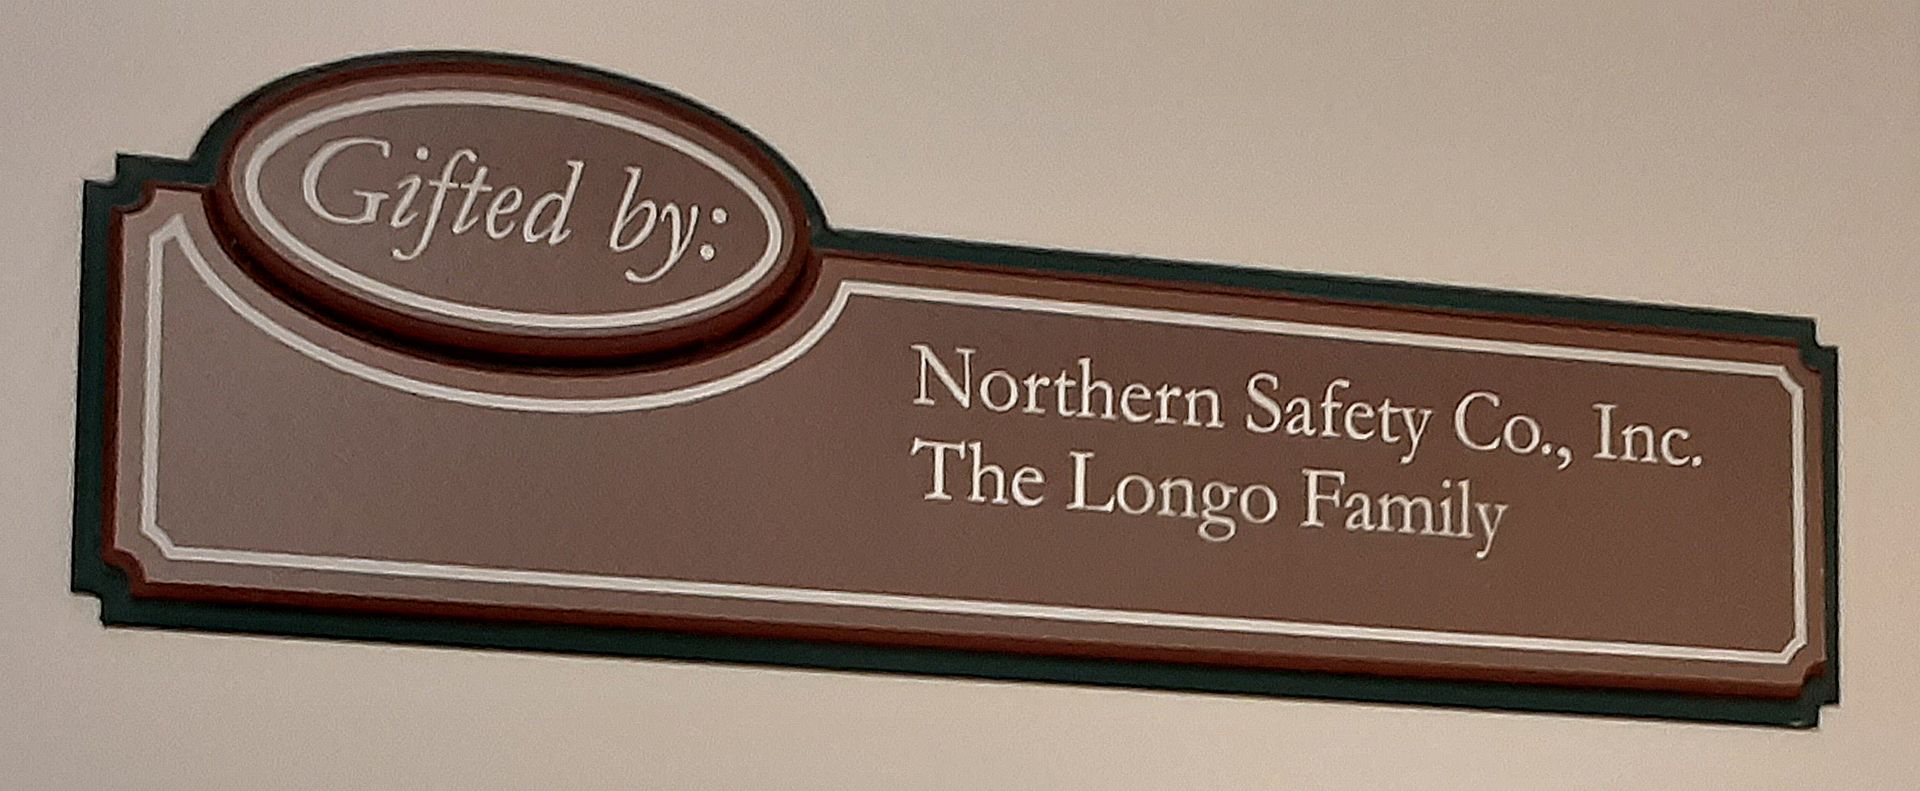 Gifted by:
Northern Safety Co., Inc.
The Longo Family